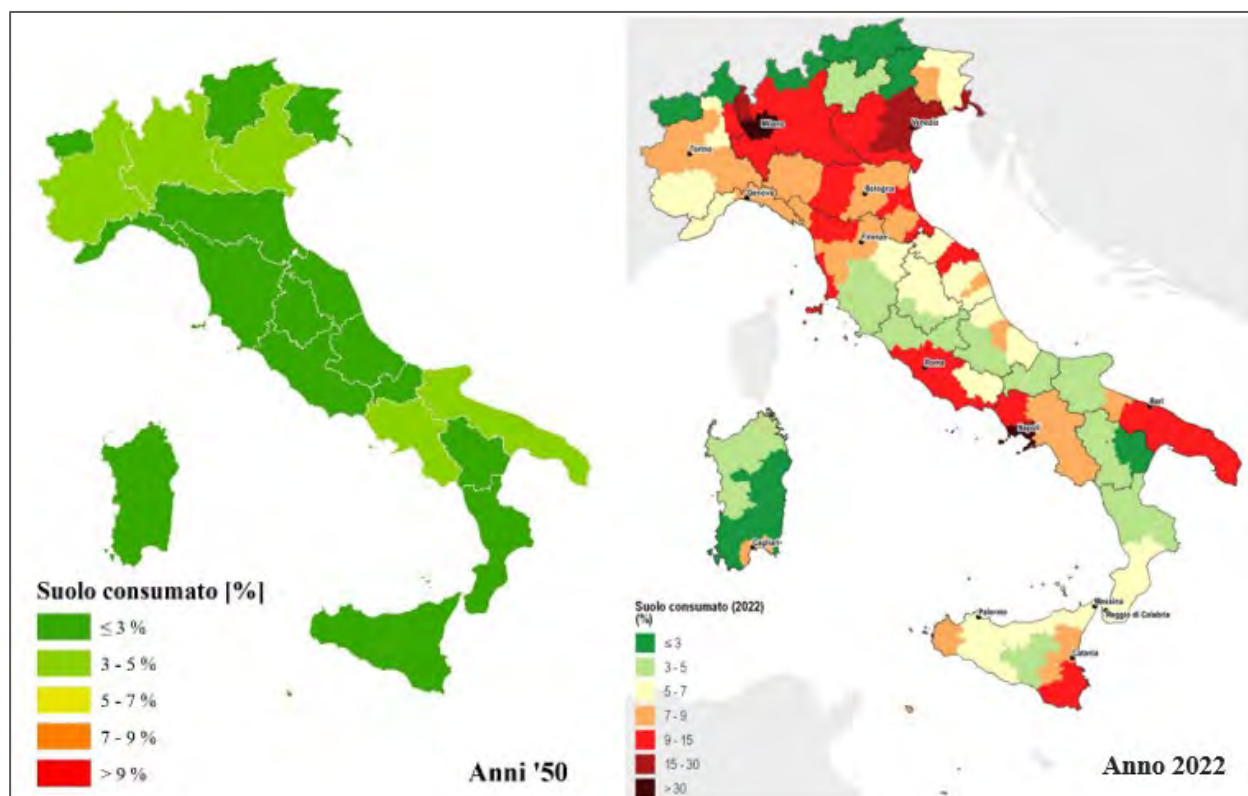 Suolo consumato [%]
≤ 3 %
3 - 5 %
5 - 7 %
7 - 9 %
> 9 %
Anni '50
Milano
Venezia
Torino
Genova
Bologna
Firenze
Roma
Napoli
Bari
Cagliari
Messina
Palermo
Reggio di Calabria
Catania
Suolo consumato (2022)
(%)
≤3
3 - 5
5 - 7
7 - 9
9 - 15
15 - 30
>30
Anno 2022